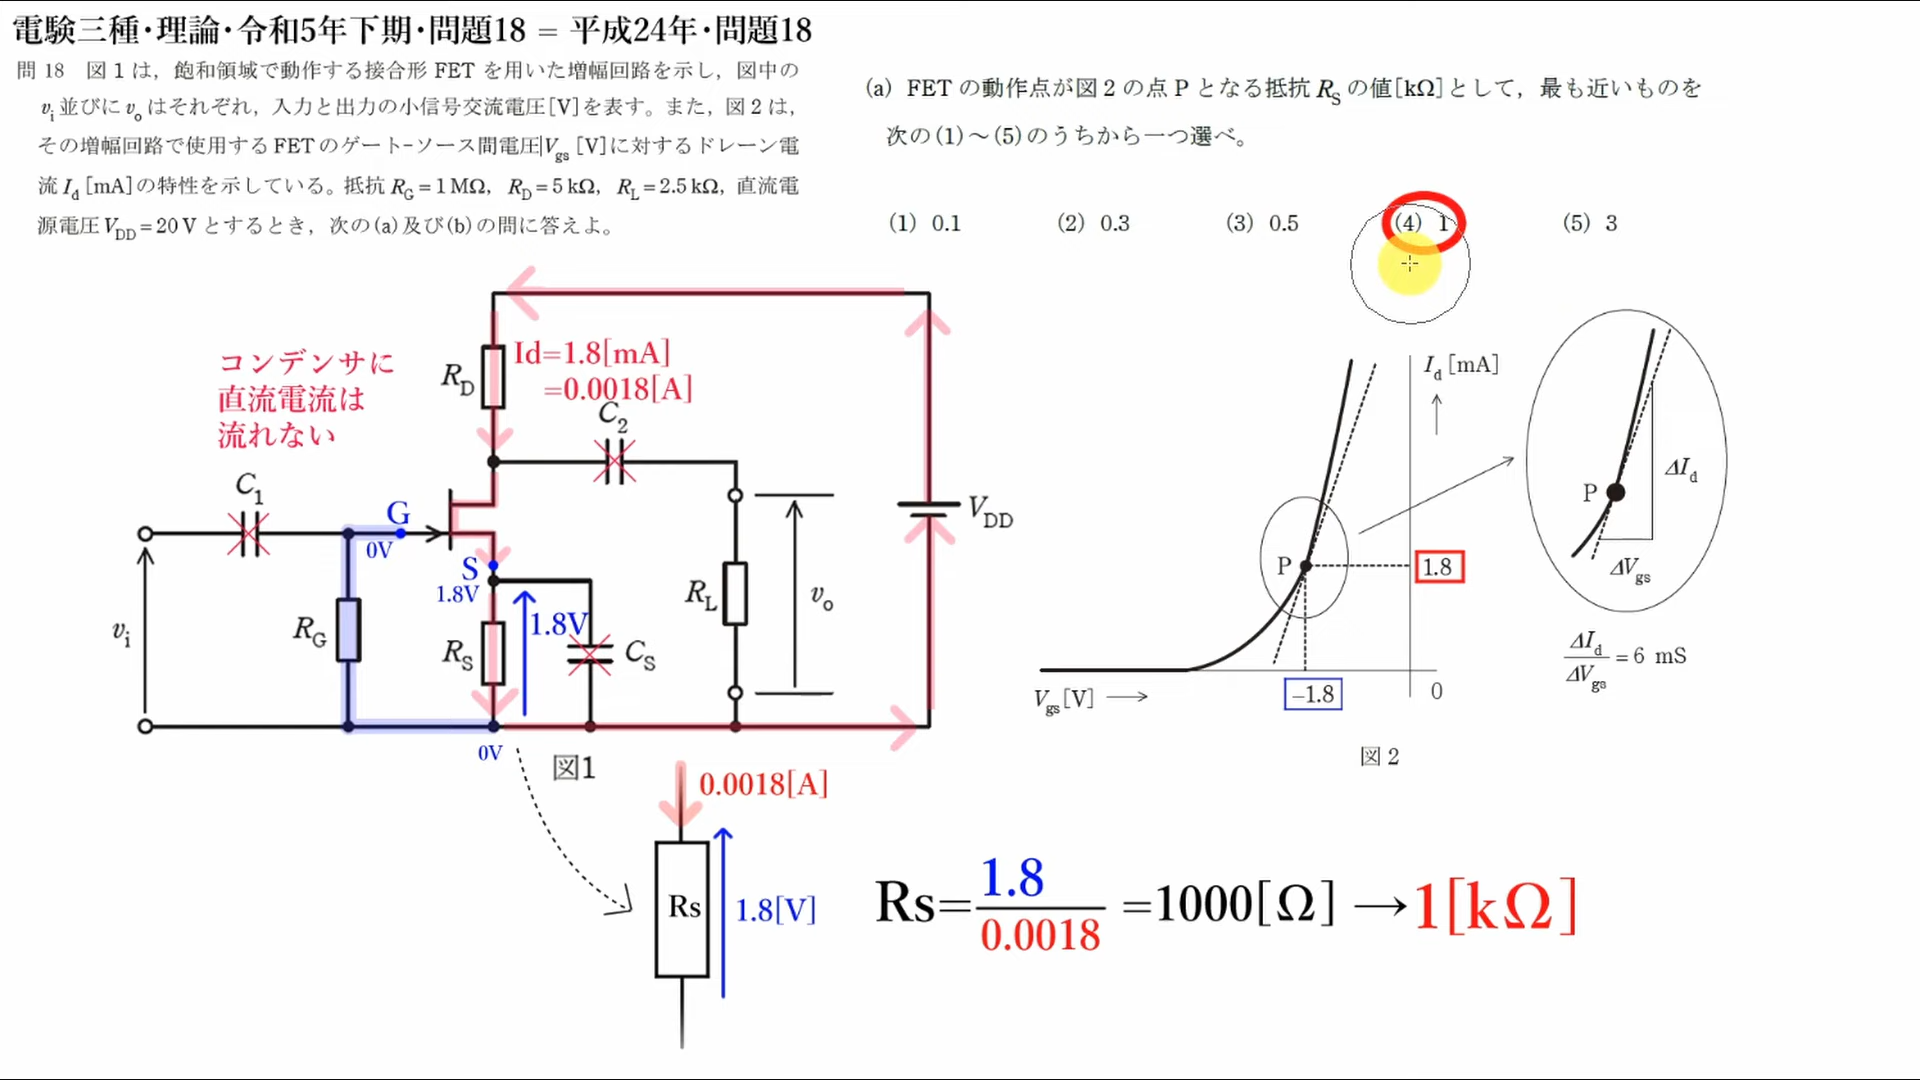 電験三種・理論・令和5年下期・問題18 = 平成24年・問題18
問 18 図 1 は，飽和領域で動作する接合形 FET を用いた増幅回路を示し，図中の
vi 並びに vo はそれぞれ，入力と出力の小信号交流電圧[V]を表す。また，図 2 は，
その増幅回路で使用する FET のゲート-ソース間電圧 Vgs [V]に対するドレーン電
流 Id [mA]の特性を示している。抵抗 RG = 1 MΩ, RD = 5 kΩ, RL = 2.5 kΩ, 直流電
源電圧 VDD = 20 V とするとき，次の(a)及び(b)の問に答えよ。
(a) FET の動作点が図 2 の点 P となる抵抗 RS の値[kΩ]として，最も近いものを
次の(1)～(5)のうちから一つ選べ。
(1) 0.1 (2) 0.3 (3) 0.5 (4) 1 (5) 3
コンデンサに
直流電流は
流れない
RD
Id=1.8[mA]
=0.0018[A]
C2
C1
G
0V
S
1.8V
1.8V
RG
RS
CS
RL
vi
vo
VDD
0V
図1
Id [mA]
P
1.8
Vgs [V]
−1.8
0
図 2
P
ΔId
ΔVgs
ΔId
ΔVgs
= 6 mS
0.0018[A]
Rs
1.8[V]
Rs=1.8/0.0018=1000[Ω]→1[kΩ]